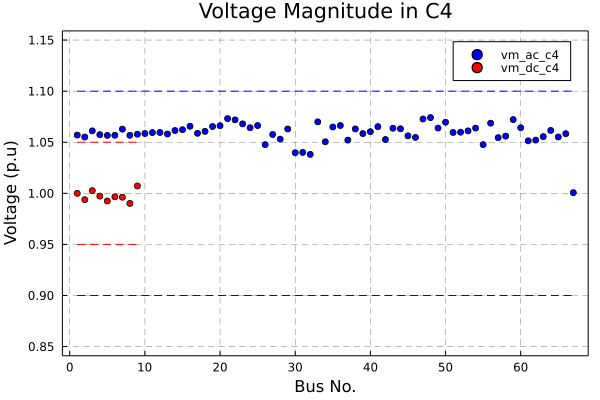 Voltage Magnitude in C4
1.15
1.10
1.05
1.00
0.95
0.90
0.85
Voltage (p.u)
vm_ac_c4
vm_dc_c4
0 10 20 30 40 50 60
Bus No.